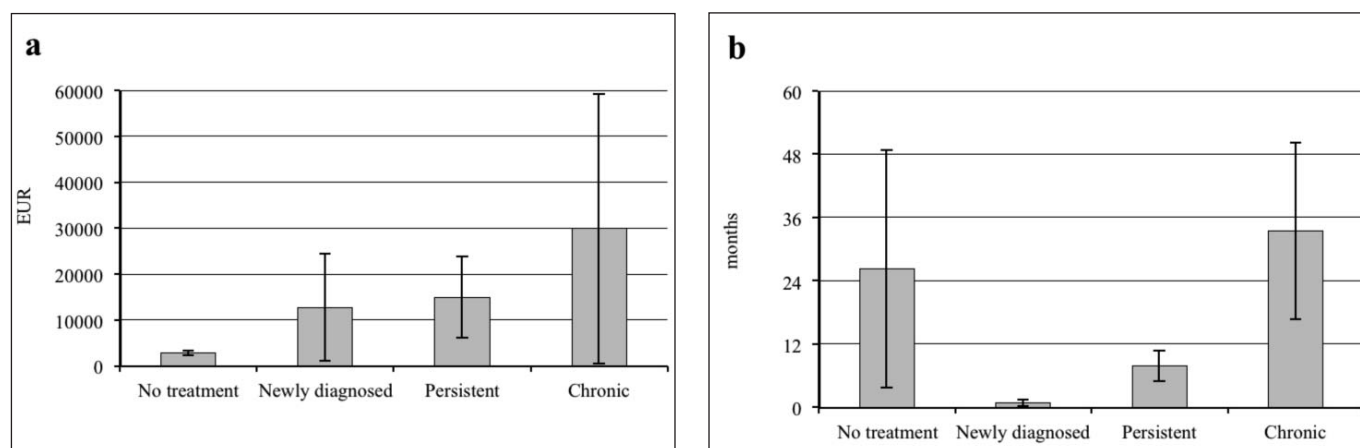 a
60000
50000
40000
30000
20000
10000
0
EUR
No treatment Newly diagnosed Persistent Chronic
b
60
48
36
24
12
0
months
No treatment Newly diagnosed Persistent Chronic